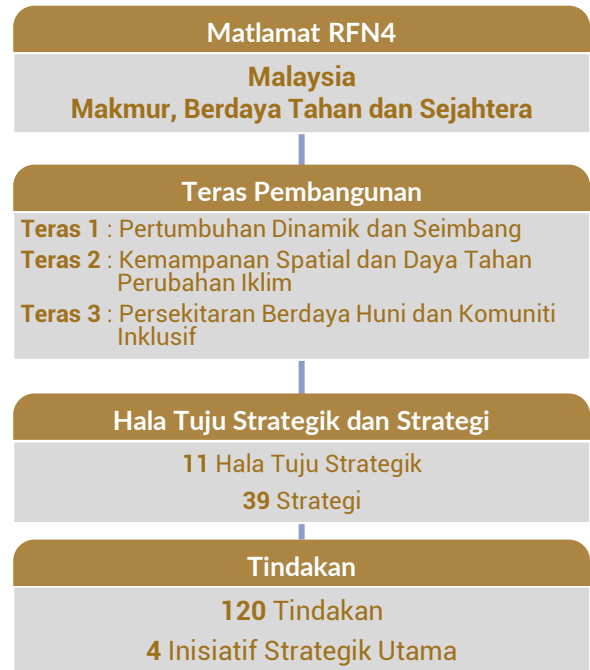 Matlamat RFN4
Malaysia
Makmur, Berdaya Tahan dan Sejahtera
Teras Pembangunan
Teras 1 : Pertumbuhan Dinamik dan Seimbang
Teras 2 : Kemampanan Spatial dan Daya Tahan
Perubahan Iklim
Teras 3 : Persekitaran Berdaya Huni dan Komuniti
Inklusif
Hala Tuju Strategik dan Strategi
11 Hala Tuju Strategik
39 Strategi
Tindakan
120 Tindakan
4 Inisiatif Strategik Utama